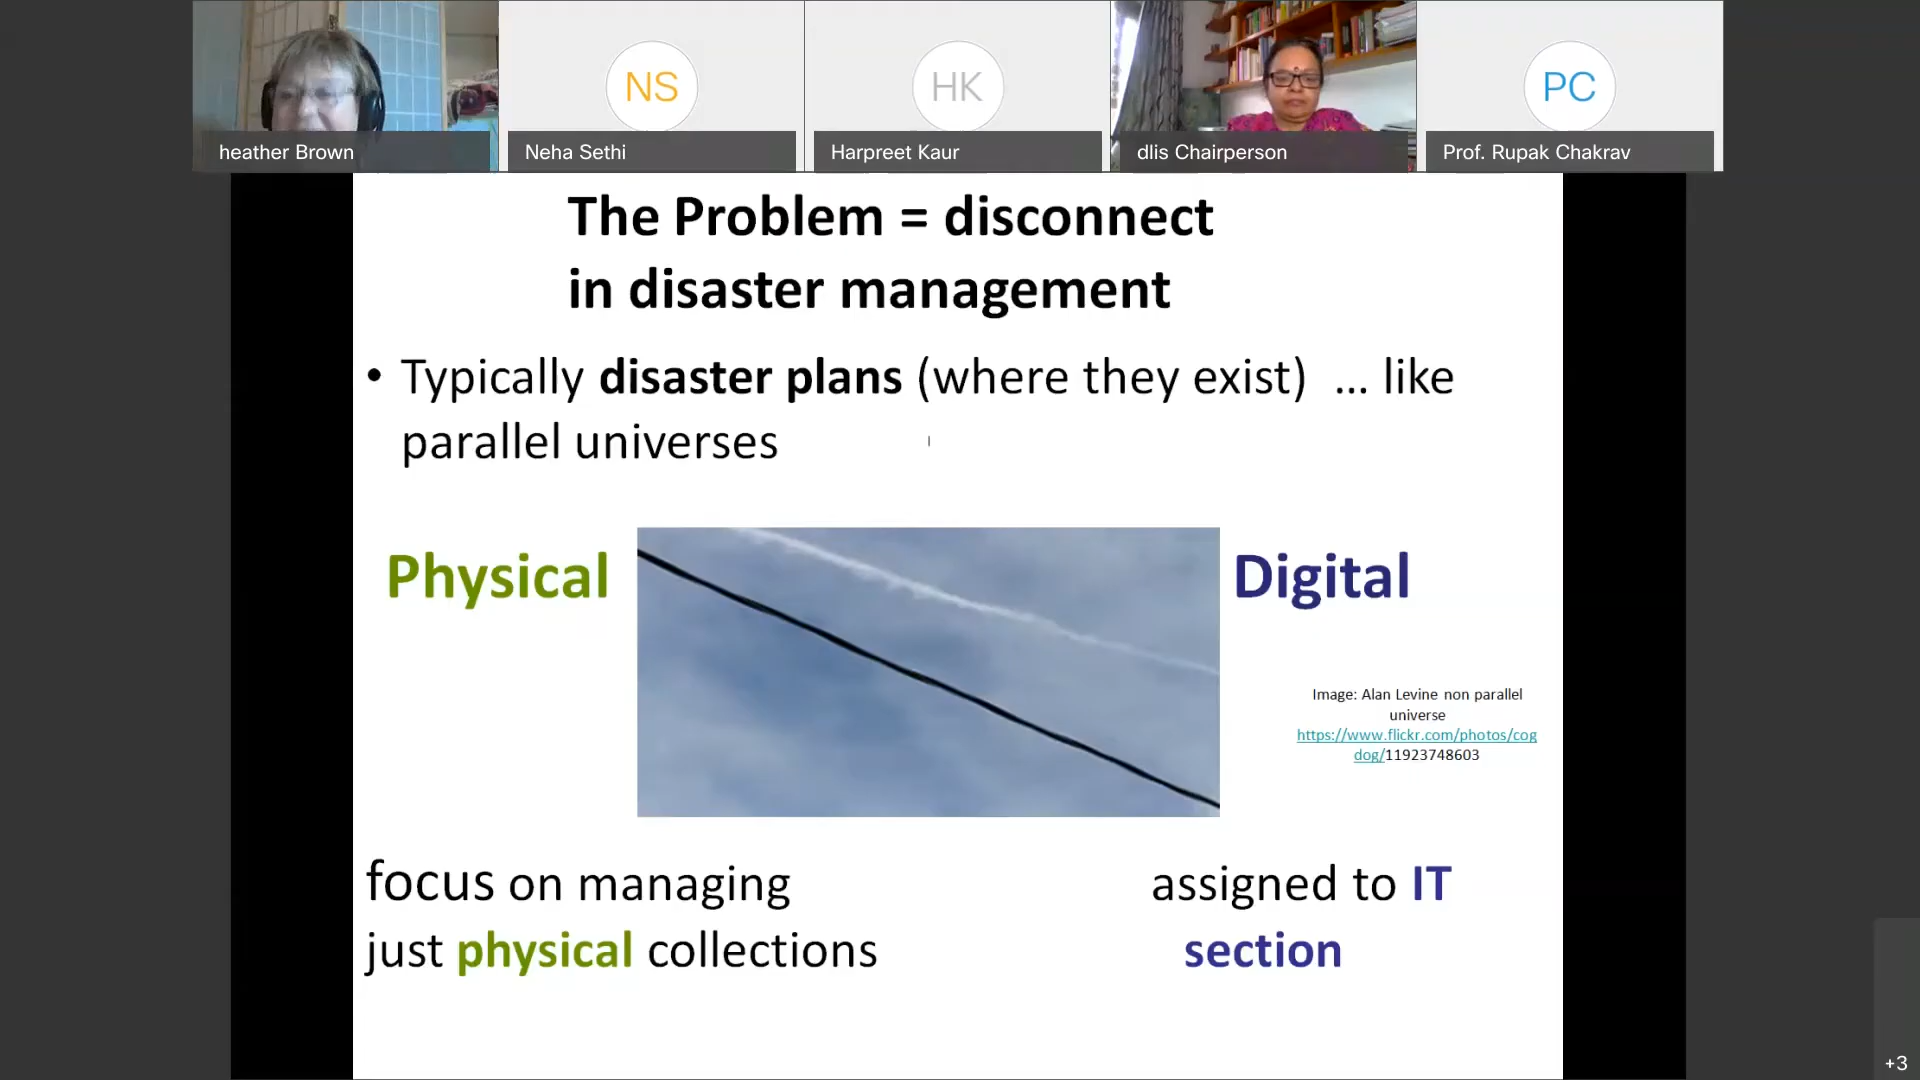 NS
HK
PC
heather Brown
Neha Sethi
Harpreet Kaur
dlis Chairperson
Prof. Rupak Chakrav
The Problem = disconnect
in disaster management
• Typically disaster plans (where they exist) ... like
parallel universes
Physical
Digital
Image: Alan Levine non parallel
universe
https://www.flickr.com/photos/cog
dog/11923748603
focus on managing
just physical collections
assigned to IT
section
+3